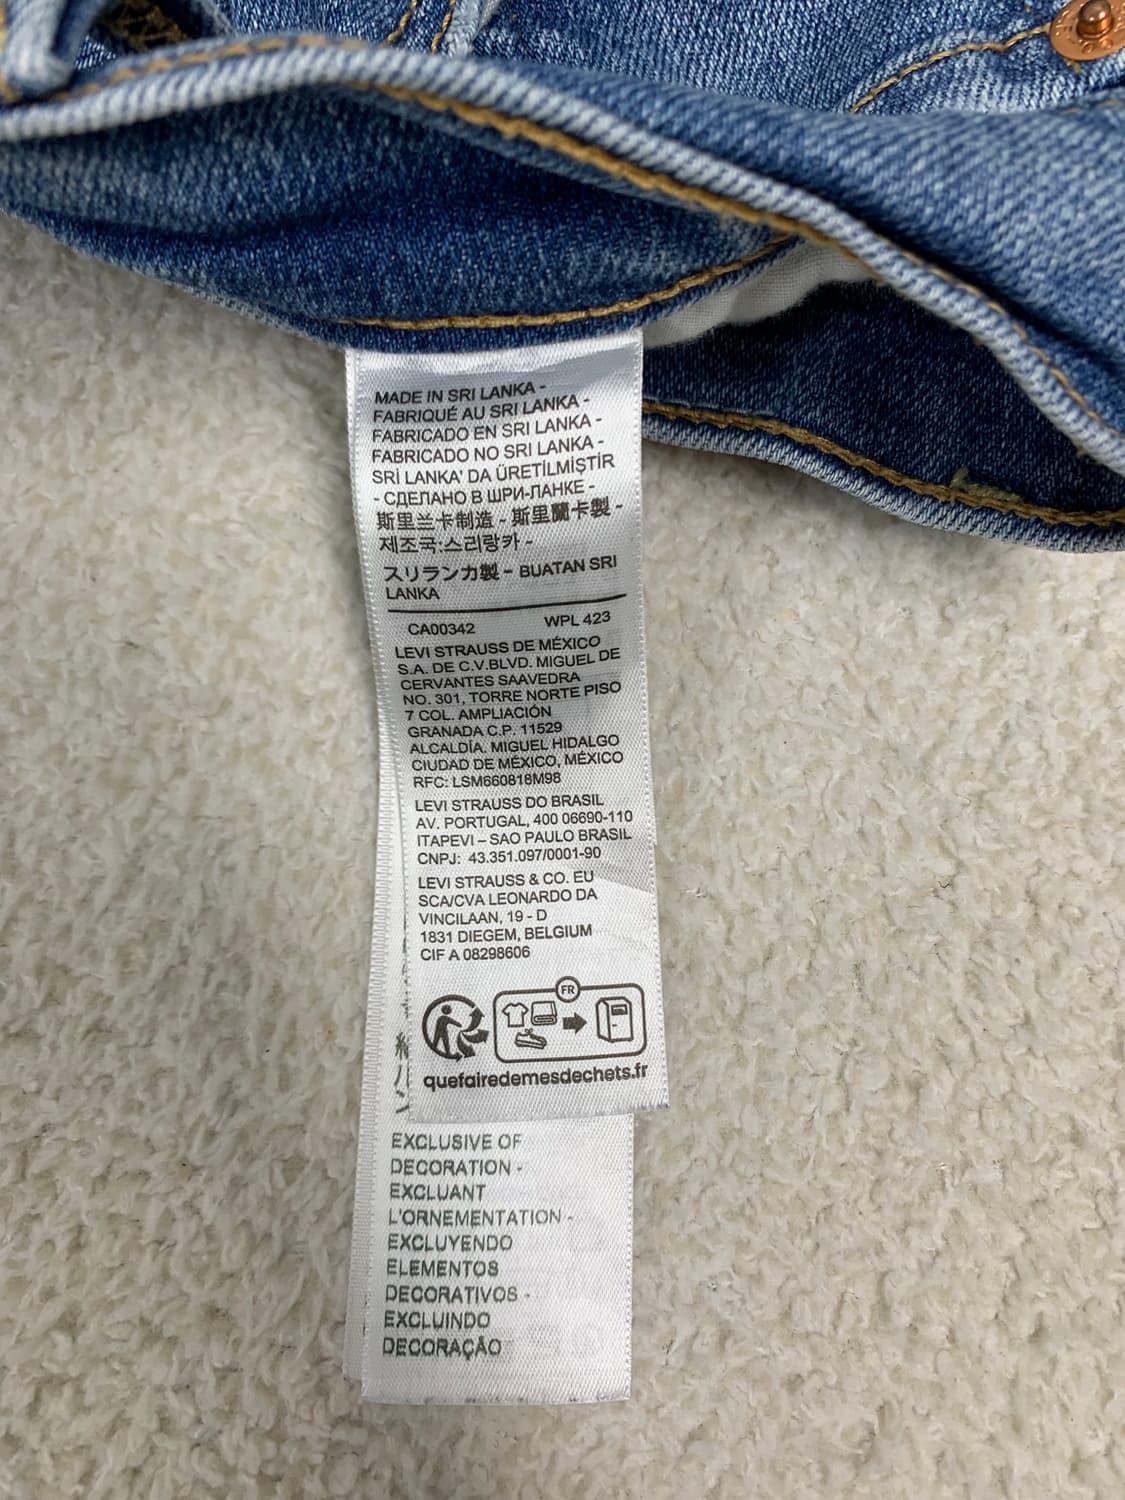 MADE IN SRI LANKA -
FABRIQUÉ AU SRI LANKA -
FABRICADO EN SRI LANKA -
FABRICADO NO SRI LANKA -
SRİ LANKA' DA ÜRETİLMİŞTİR
- СДЕЛАНО В ШРИ-ЛАНКЕ -
斯里兰卡制造 - 斯里蘭卡製 -
제조국:스리랑카 -
スリランカ製 - BUATAN SRI
LANKA
CA00342 WPL 423
LEVI STRAUSS DE MÉXICO
S.A. DE C.V.BLVD. MIGUEL DE
CERVANTES SAAVEDRA
NO. 301, TORRE NORTE PISO
7 COL. AMPLIACIÓN
GRANADA C.P. 11529
ALCALDÍA. MIGUEL HIDALGO
CIUDAD DE MÉXICO, MÉXICO
RFC: LSM660818M98
LEVI STRAUSS DO BRASIL
AV. PORTUGAL, 400 06690-110
ITAPEVI – SAO PAULO BRASIL
CNPJ: 43.351.097/0001-90
LEVI STRAUSS & CO. EU
SCA/CVA LEONARDO DA
VINCILAAN, 19 - D
1831 DIEGEM, BELGIUM
CIF A 08298606
FR
quefairedemesdechets.fr
EXCLUSIVE OF
DECORATION -
EXCLUANT
L'ORNEMENTATION -
EXCLUYENDO
ELEMENTOS
DECORATIVOS -
EXCLUINDO
DECORAÇÃO